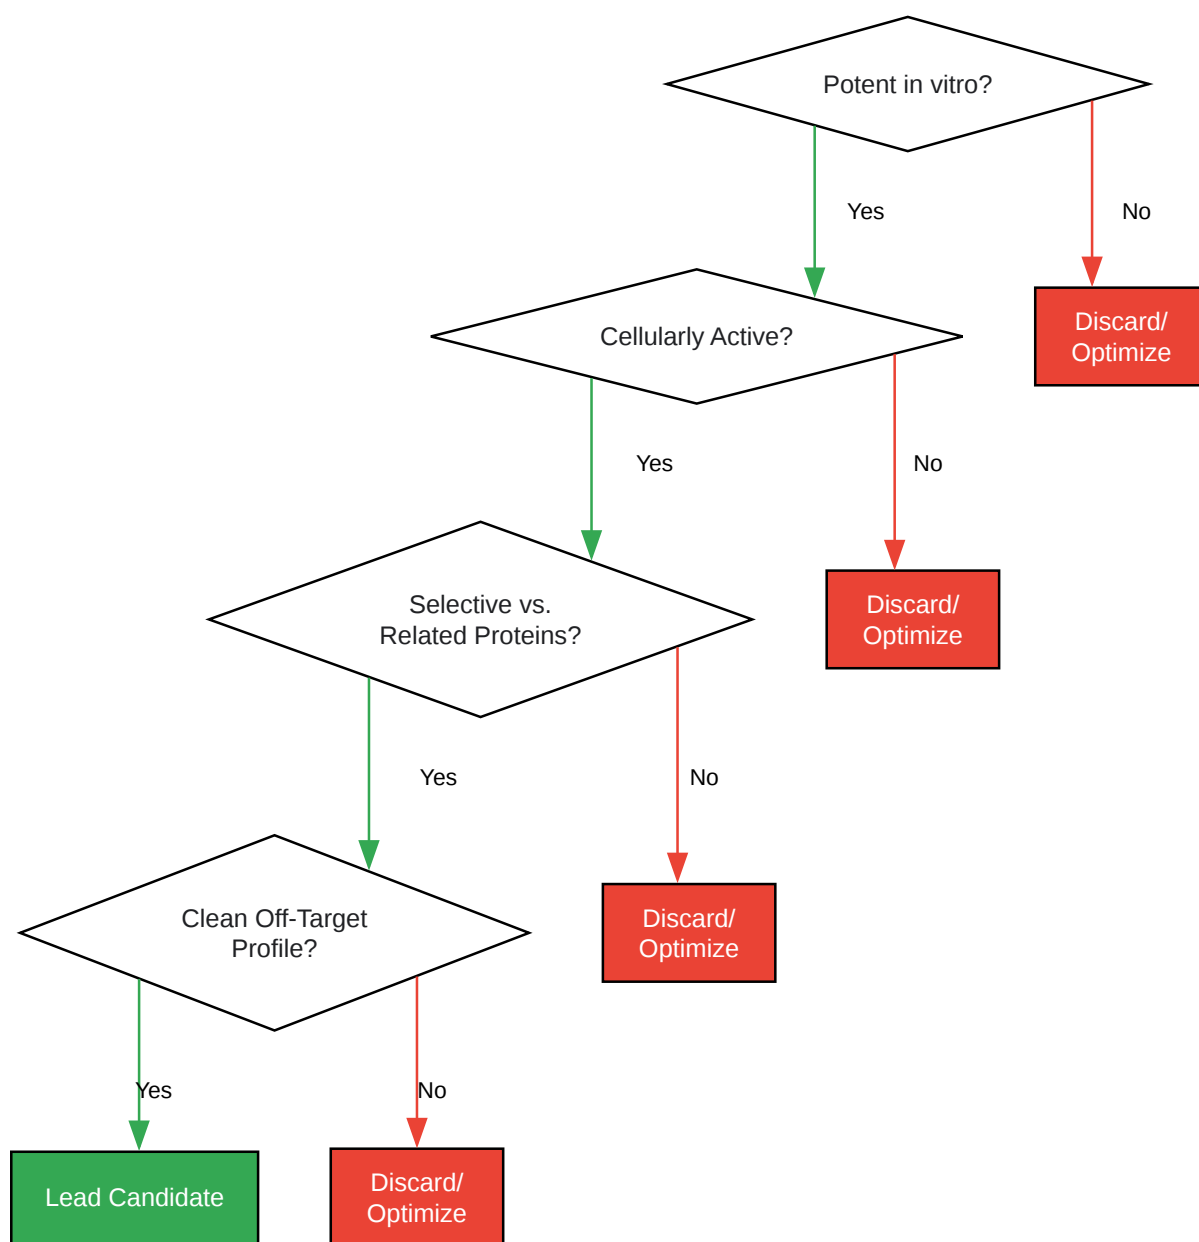 Potent in vitro?
Yes
No
Cellularly Active?
Discard/
Optimize
Yes
No
Selective vs.
Related Proteins?
Discard/
Optimize
Yes
No
Clean Off-Target
Profile?
Discard/
Optimize
Yes
No
Lead Candidate
Discard/
Optimize